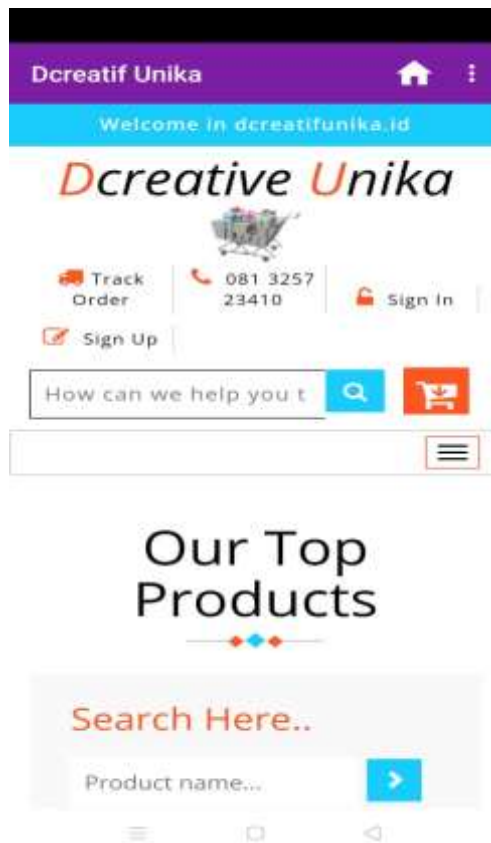 Dcreatif Unika
Welcome in dcreatifunika.id
Dcreative Unika
Track
Order
081 3257
23410
Sign In
Sign Up
How can we help you t
Our Top
Products
Search Here..
Product name...